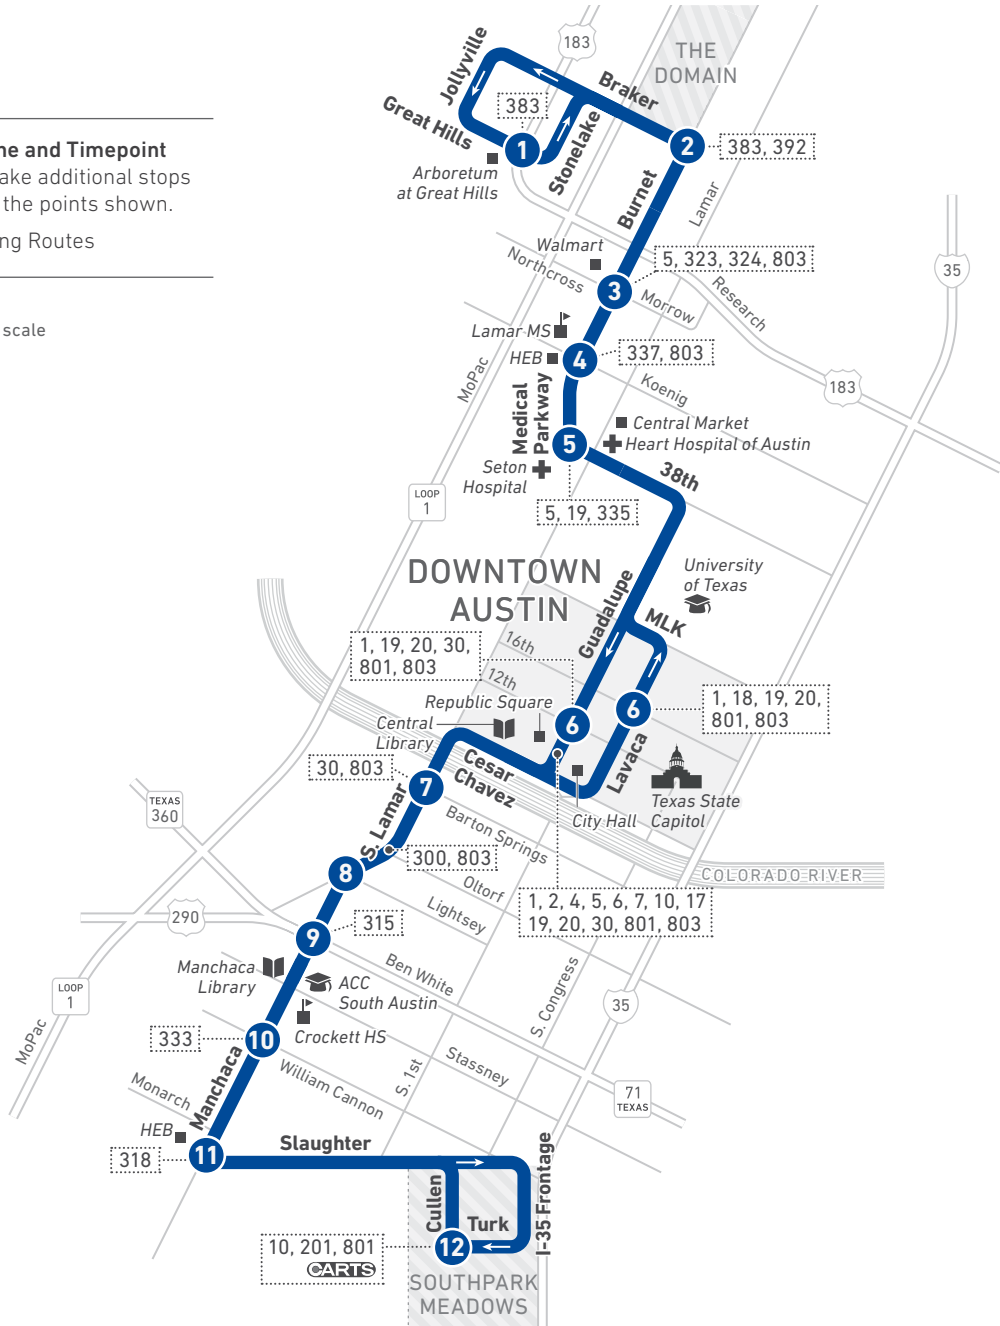 183
THE
DOMAIN
Jollyville
Braker
383
Great Hills
Stonelake
1
2
383, 392
Arboretum
at Great Hills
ne and Timepoint
ake additional stops
the points shown.
ng Routes
scale
Burnet
Lamar
Walmart
Northcross
5, 323, 324, 803
35
3
Morrow
Research
Lamar MS
HEB
4
337, 803
MoPac
Koenig
183
Medical
Parkway
Central Market
5
Heart Hospital of Austin
Seton
Hospital
38th
LOOP
1
5, 19, 335
DOWNTOWN
AUSTIN
University
of Texas
Guadalupe
MLK
1, 19, 20, 30,
801, 803
16th
12th
Republic Square
6
6
1, 18, 19, 20,
801, 803
Central
Library
Lavaca
Cesar
Chavez
30, 803
7
City Hall
Texas State
Capitol
TEXAS
360
S. Lamar
Barton Springs
300, 803
8
Oltorf
COLORADO RIVER
1, 2, 4, 5, 6, 7, 10, 17
19, 20, 30, 801, 803
290
Lightsey
9
315
Manchaca
Library
Ben White
ACC
South Austin
LOOP
1
S. Congress
35
Crockett HS
333
10
MoPac
Manchaca
William Cannon
S. 1st
Stassney
Monarch
71
TEXAS
HEB
318
11
Slaughter
I-35 Frontage
Cullen
Turk
10, 201, 801
CARTS
12
SOUTHPARK
MEADOWS